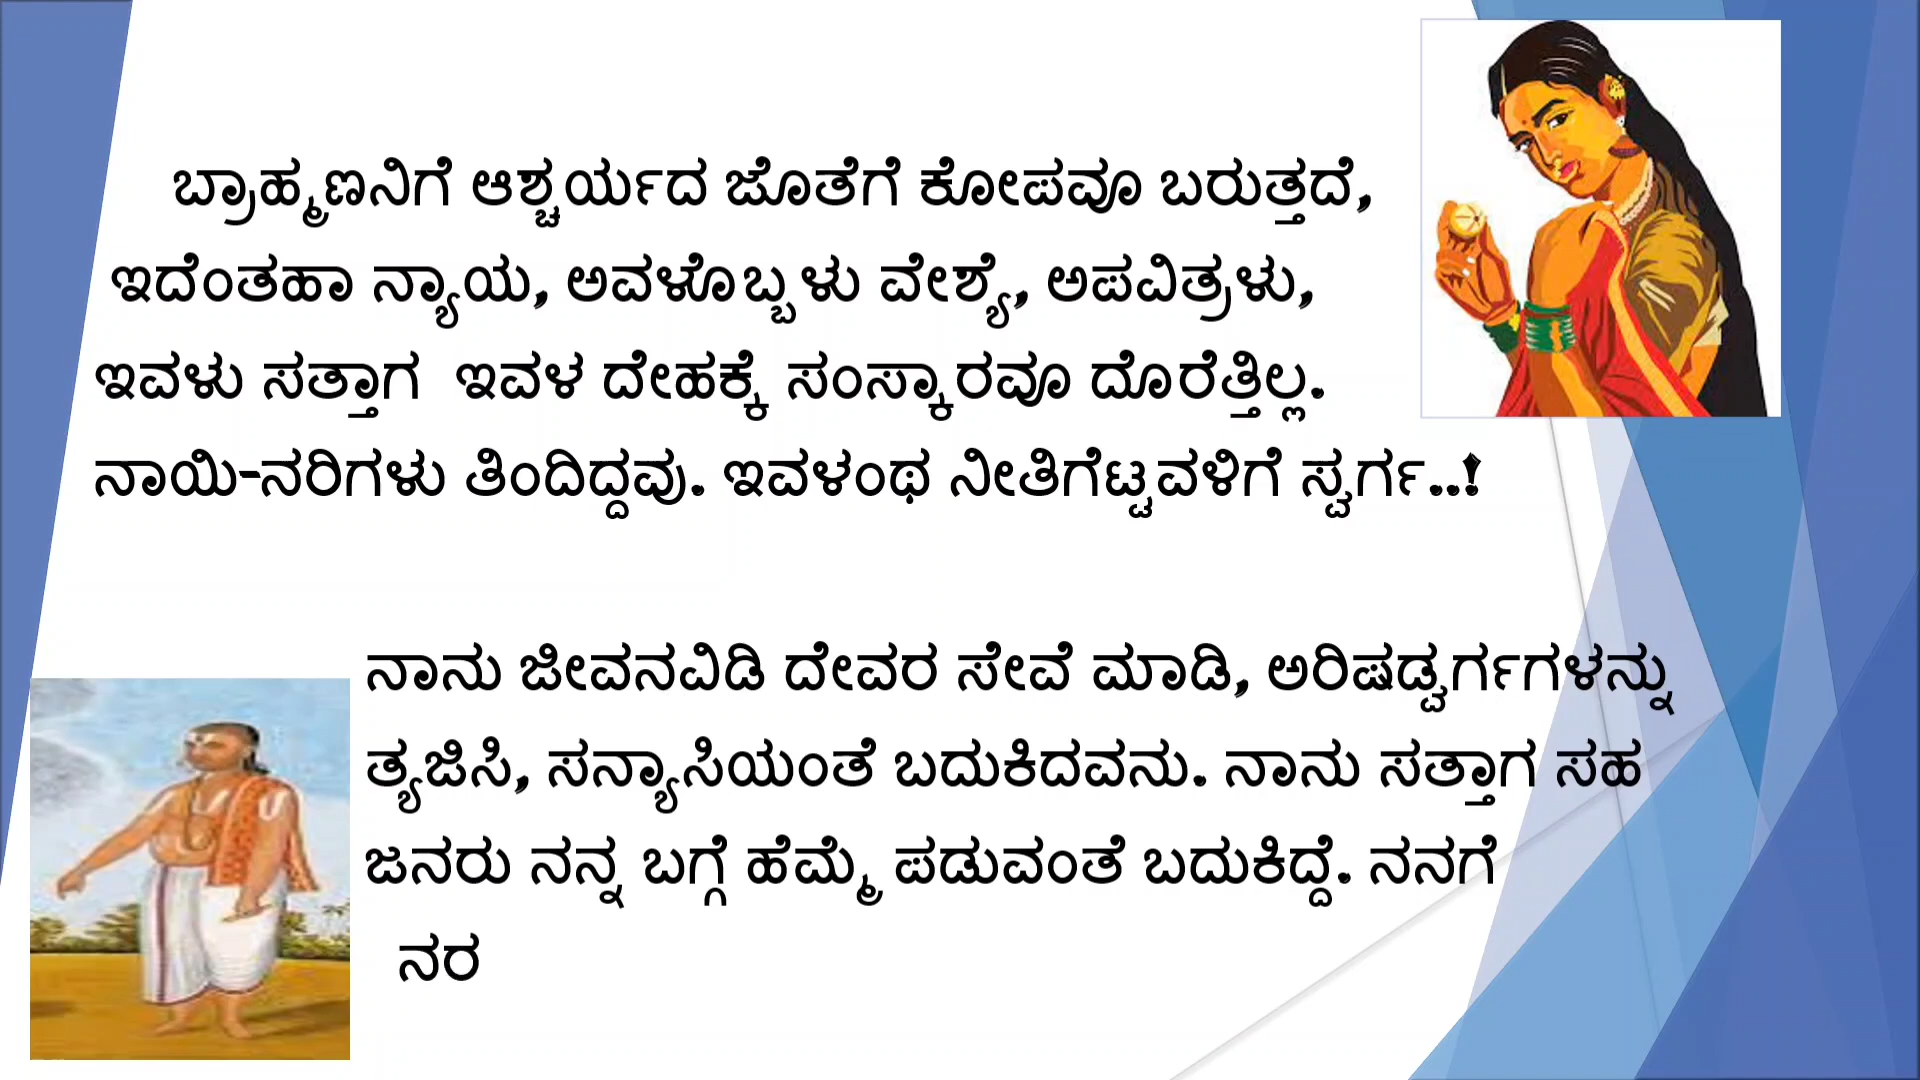 ಬ್ರಾಹ್ಮಣನಿಗೆ ಆಶ್ಚರ್ಯದ ಜೊತೆಗೆ ಕೋಪವೂ ಬರುತ್ತದೆ,
ಇದೆಂತಹಾ ನ್ಯಾಯ, ಅವಳೊಬ್ಬಳು ವೇಶ್ಯೆ, ಅಪವಿತ್ರಳು,
ಇವಳು ಸತ್ತಾಗ ಇವಳ ದೇಹಕ್ಕೆ ಸಂಸ್ಕಾರವೂ ದೊರೆತ್ತಿಲ್ಲ.
ನಾಯಿ-ನರಿಗಳು ತಿಂದಿದ್ದವು. ಇವಳಂಥ ನೀತಿಗೆಟ್ಟವಳಿಗೆ ಸ್ವರ್ಗ..!
ನಾನು ಜೀವನವಿಡಿ ದೇವರ ಸೇವೆ ಮಾಡಿ, ಅರಿಷಡ್ವರ್ಗಗಳನ್ನು
ತ್ಯಜಿಸಿ, ಸನ್ಯಾಸಿಯಂತೆ ಬದುಕಿದವನು. ನಾನು ಸತ್ತಾಗ ಸಹ
ಜನರು ನನ್ನ ಬಗ್ಗೆ ಹೆಮ್ಮೆ ಪಡುವಂತೆ ಬದುಕಿದ್ದೆ. ನನಗೆ
ನರ